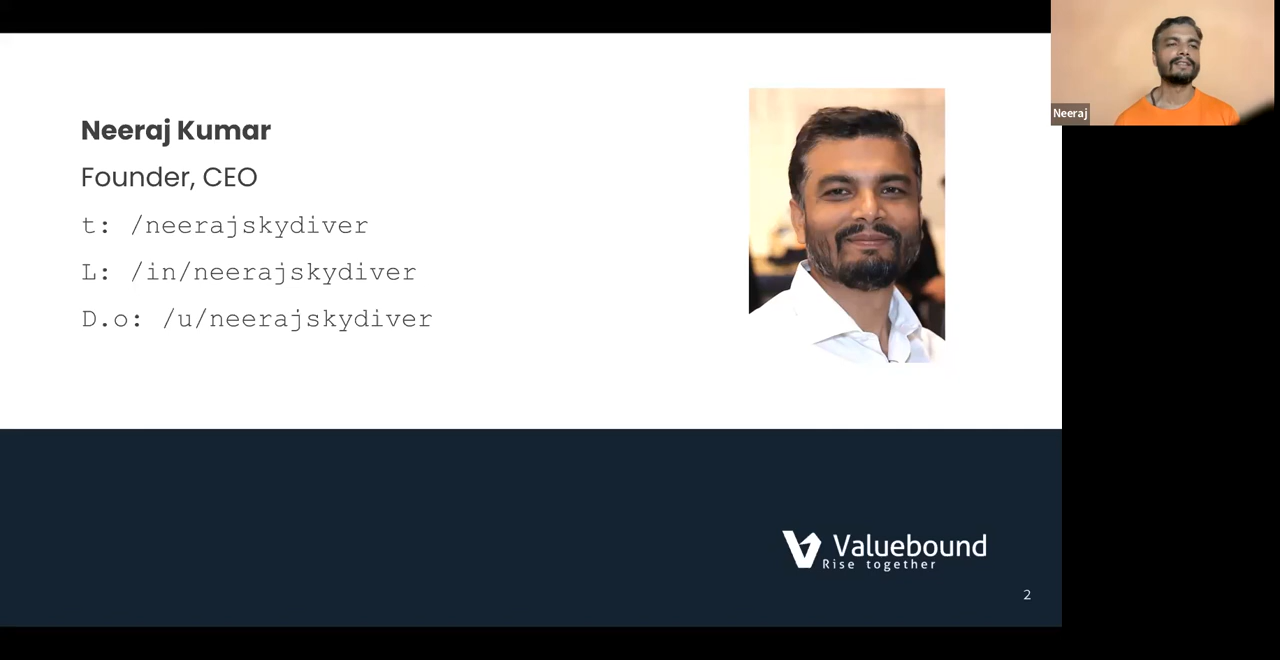 Neeraj Kumar
Founder, CEO
t: /neerajskydiver
L: /in/neerajskydiver
D.o: /u/neerajskydiver
Neeraj
Valuebound
Rise together
2